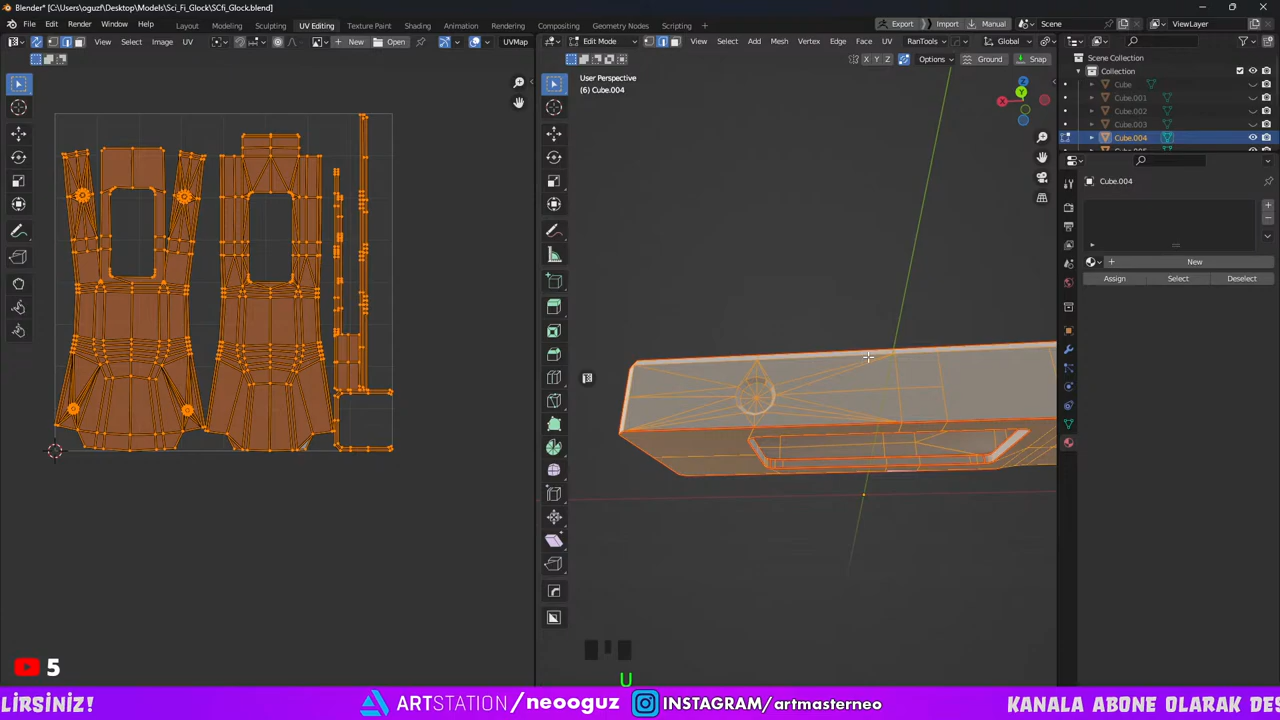 Blender* [C:\Users\oguzf\Desktop\Models\Sci_Fi_Glock\SCfi_Glock.blend]
File Edit Render Window Help Layout Modeling Sculpting UV Editing Texture Paint Shading Animation Rendering Compositing Geometry Nodes Scripting Export Import Manual Scene ViewLayer
View Select Image UV New Open UVMap
Edit Mode View Select Add Mesh Vertex Edge Face UV RanTools Global
X Y Z Options Ground Snap
User Perspective
(6) Cube.004
X
Y
Z
Scene Collection
Collection
Cube
Cube.001
Cube.002
Cube.003
Cube.004
Cube.004
New
Assign Select Deselect
U
5
LİRSİNİZ! ARTSTATION/neooguz INSTAGRAM/artmasterneo KANALA ABONE OLARAK DES